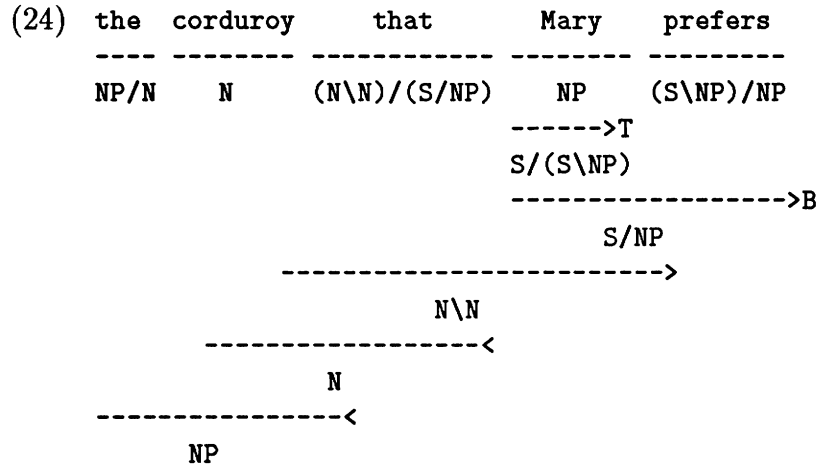 (24) the corduroy that Mary prefers
---- -------- ------------ ------ ---------
NP/N N (N\N)/(S/NP) NP (S\NP)/NP
------>T
S/(S\NP)
------------------>B
S/NP
------------------------->
N\N
------------------<
N
----------------<
NP